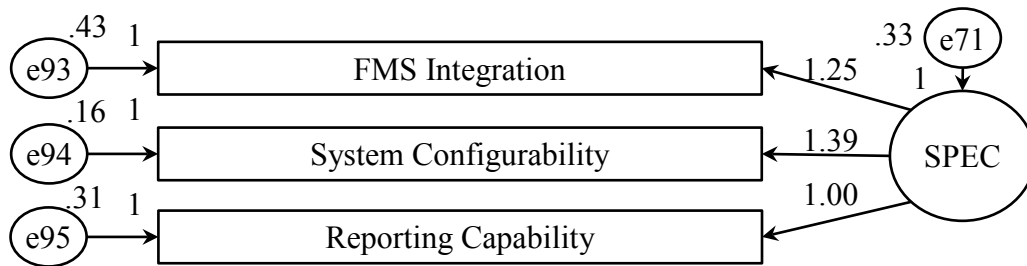 .43 1 .33 e71
e93 FMS Integration 1.25 1
.16 1
e94 System Configurability 1.39 SPEC
.31 1 1.00
e95 Reporting Capability